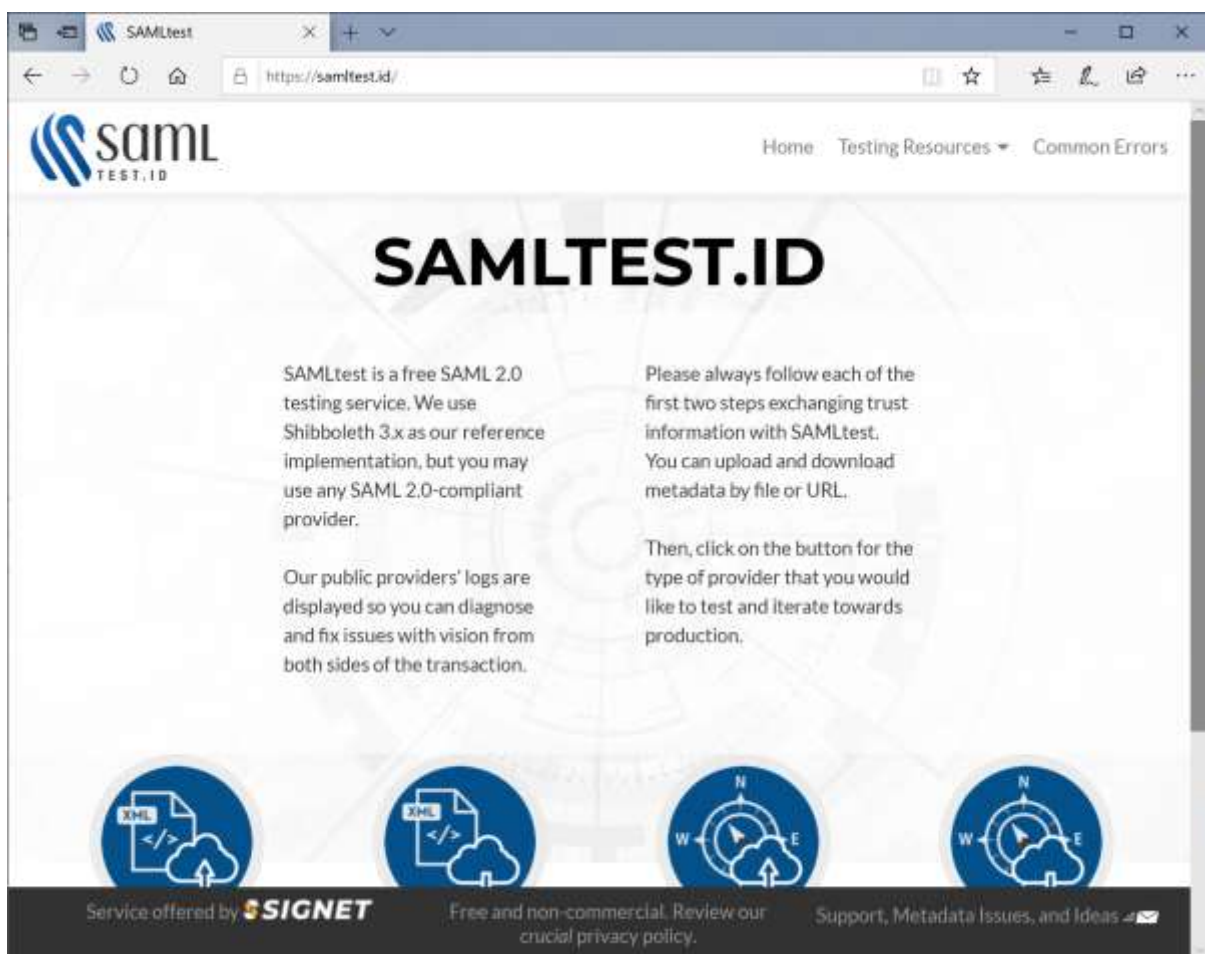 SAMLtest
https://samltest.id/
saml
TEST.ID
Home Testing Resources Common Errors
SAMLTEST.ID
SAMLtest is a free SAML 2.0
testing service. We use
Shibboleth 3.x as our reference
implementation, but you may
use any SAML 2.0-compliant
provider.
Our public providers' logs are
displayed so you can diagnose
and fix issues with vision from
both sides of the transaction.
Please always follow each of the
first two steps exchanging trust
information with SAMLtest.
You can upload and download
metadata by file or URL.
Then, click on the button for the
type of provider that you would
like to test and iterate towards
production.
XML
</>
XML
</>
N
W E
N
W E
Service offered by SIGNET
Free and non-commercial. Review our
crucial privacy policy.
Support, Metadata Issues, and Ideas